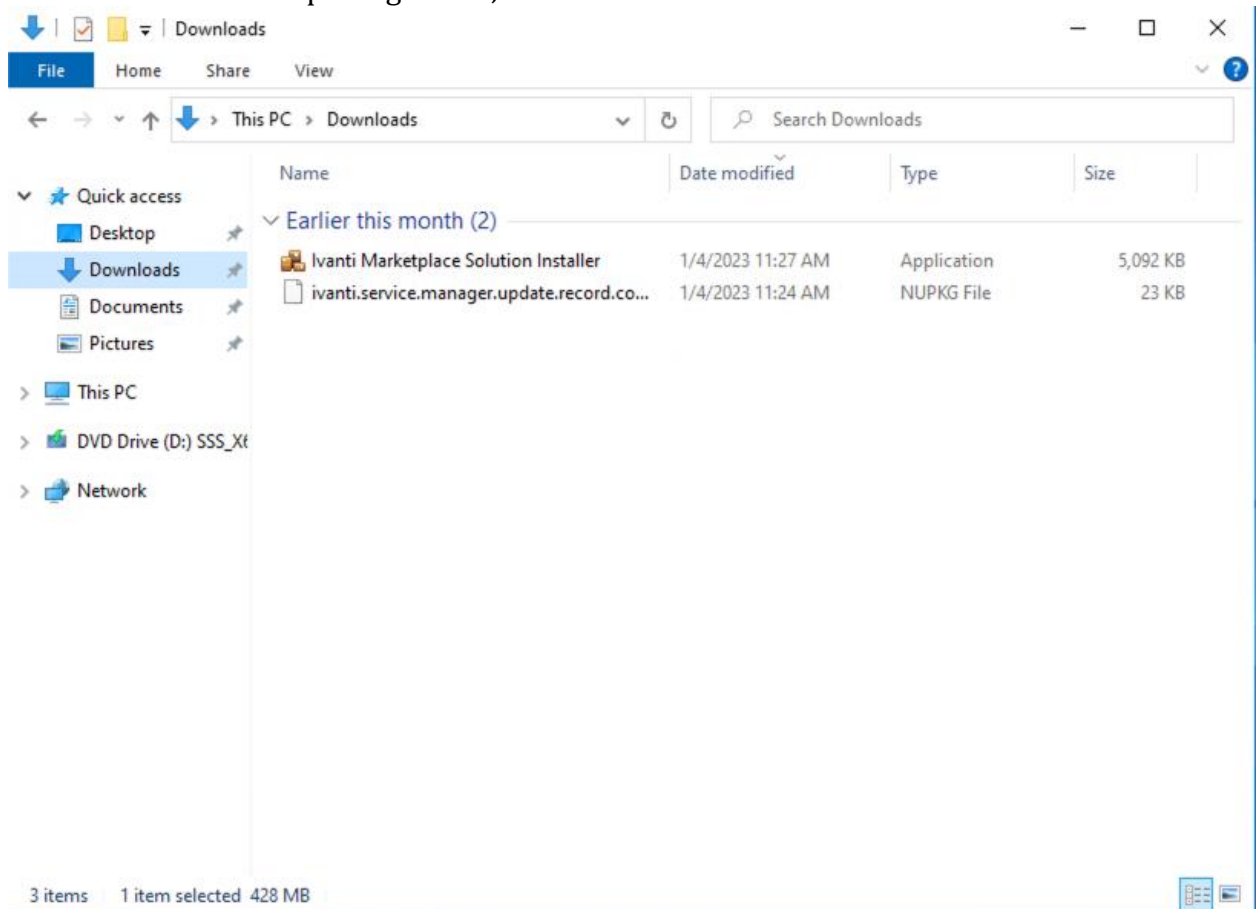 Downloads
File Home Share View
This PC > Downloads
Search Downloads
Name Date modified Type Size
Quick access
Desktop
Downloads
Documents
Pictures
This PC
DVD Drive (D:) SSS_X6
Network
Earlier this month (2)
Ivanti Marketplace Solution Installer 1/4/2023 11:27 AM Application 5,092 KB
ivanti.service.manager.update.record.co... 1/4/2023 11:24 AM NUPKG File 23 KB
3 items 1 item selected 428 MB